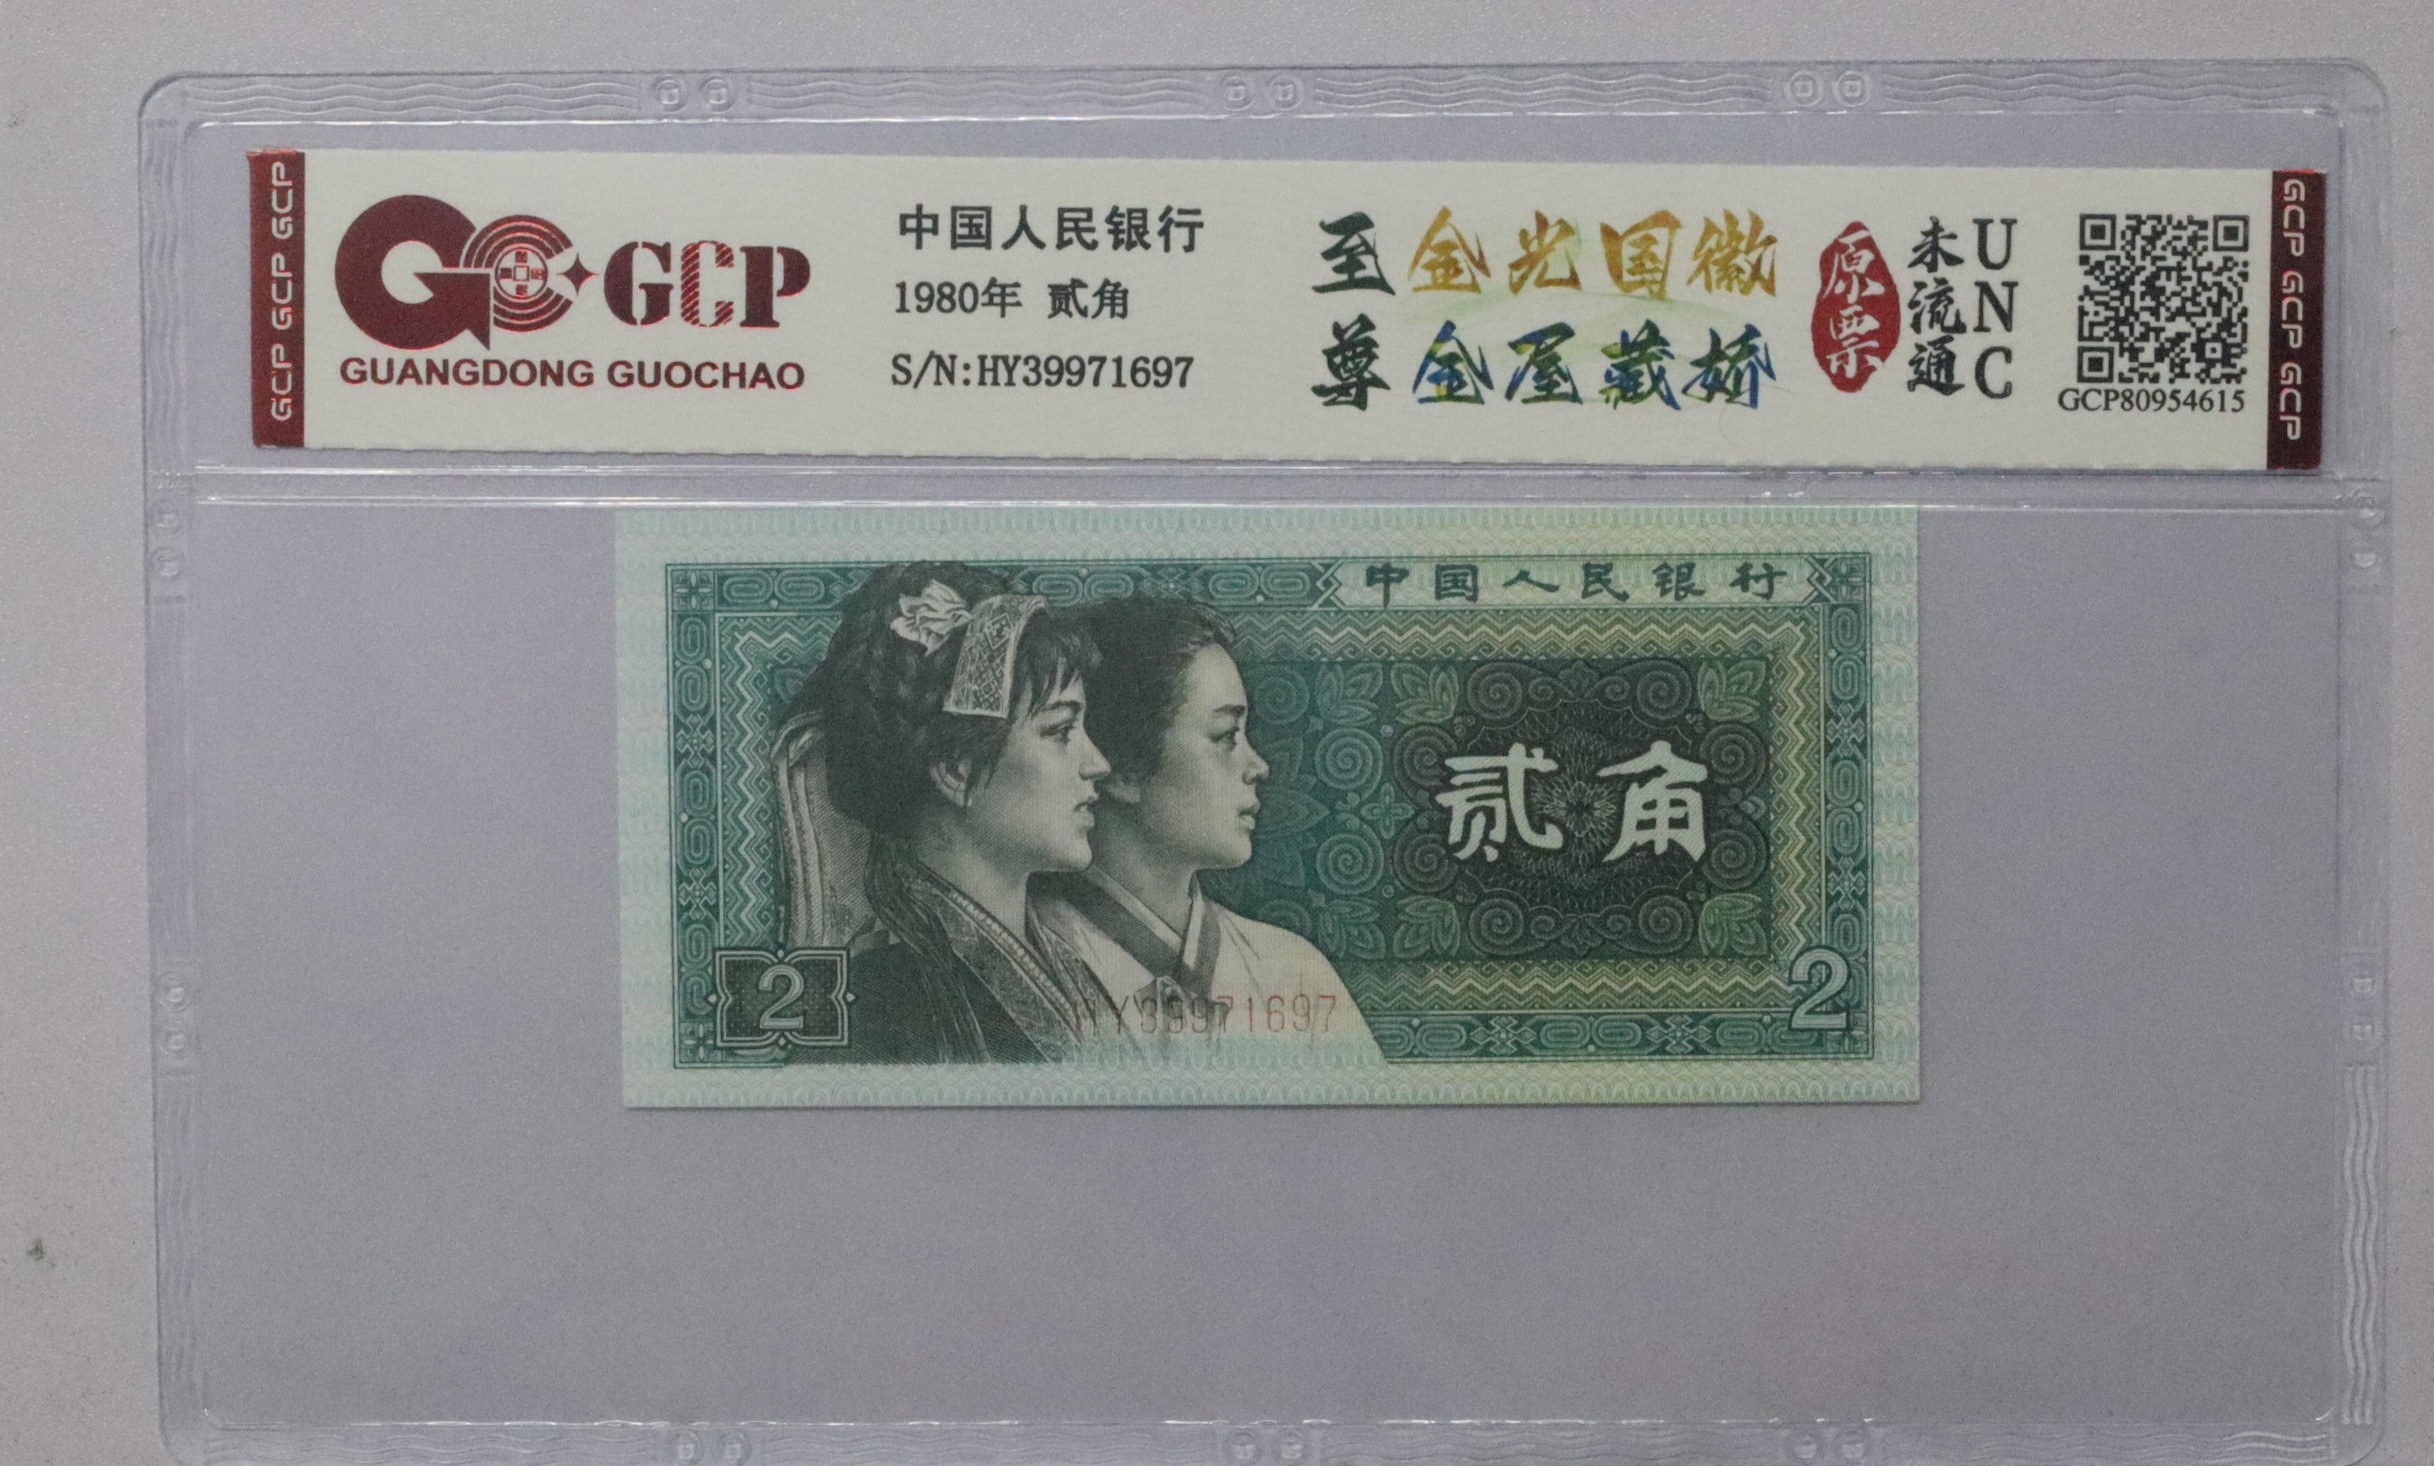 GCP GCP GCP
GCP
GUANGDONG GUOCHAO
中国人民银行
1980年 贰角
S/N:HY39971697
至尊
金光国徽
金屋藏娇
原票
未流通
UNC
GCP80954615
GCP GCP GCP
中国人民银行
贰角
2
HY39971697
2